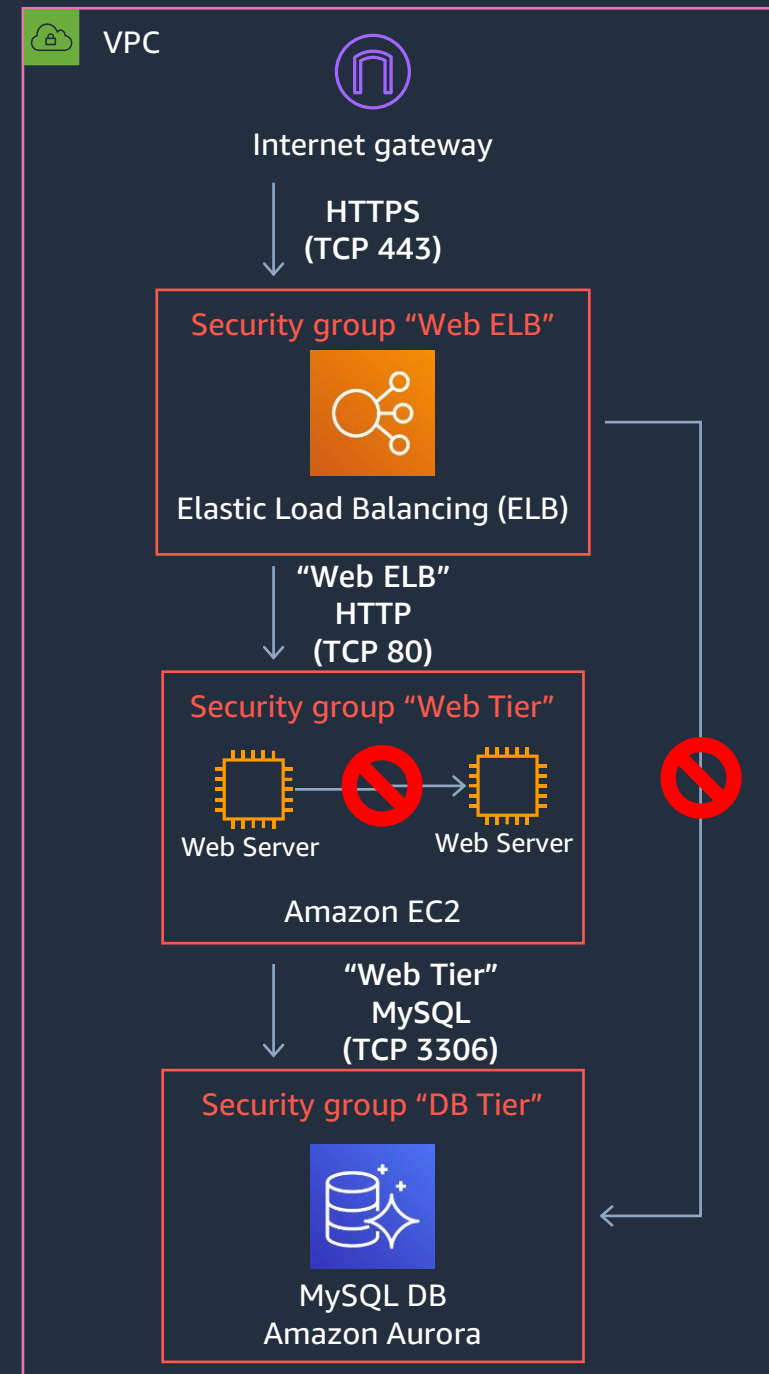 VPC
Internet gateway
HTTPS
(TCP 443)
Security group “Web ELB”
Elastic Load Balancing (ELB)
“Web ELB”
HTTP
(TCP 80)
Security group “Web Tier”
Web Server
Web Server
Amazon EC2
“Web Tier”
MySQL
(TCP 3306)
Security group “DB Tier”
MySQL DB
Amazon Aurora